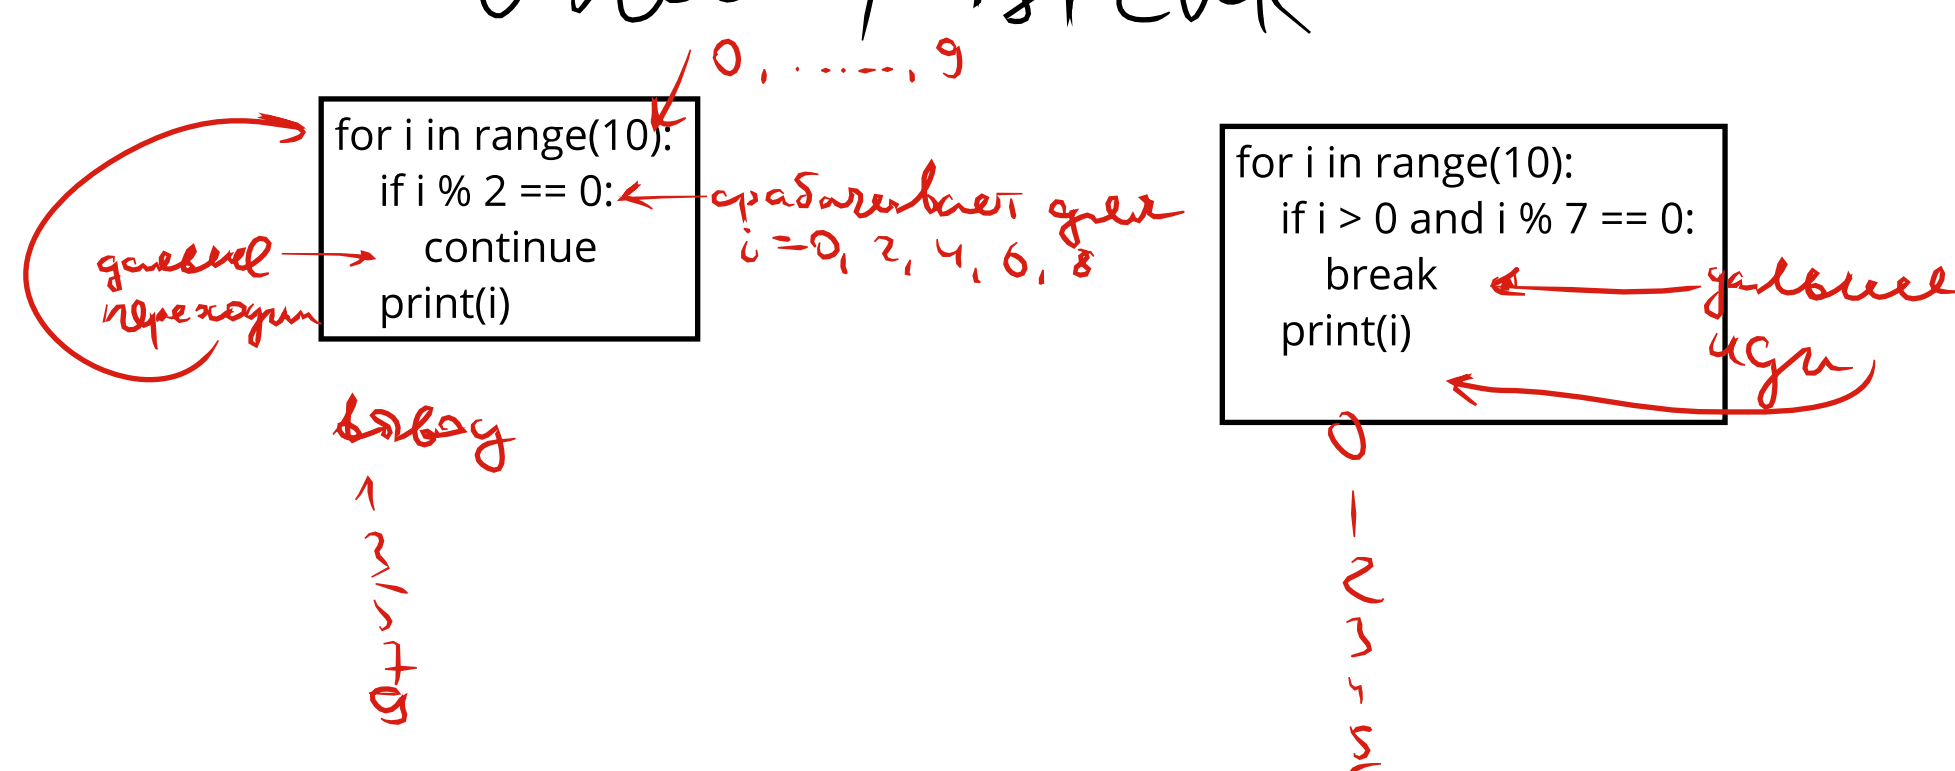 0, ......, 9
for i in range(10):
if i % 2 == 0:
continue
print(i)
срабатывает для
i = 0, 2, 4, 6, 8
дальше
переходим
вывод
1
3
5
7
9
for i in range(10):
if i > 0 and i % 7 == 0:
break
print(i)
дальше
иди
0
1
2
3
4
5